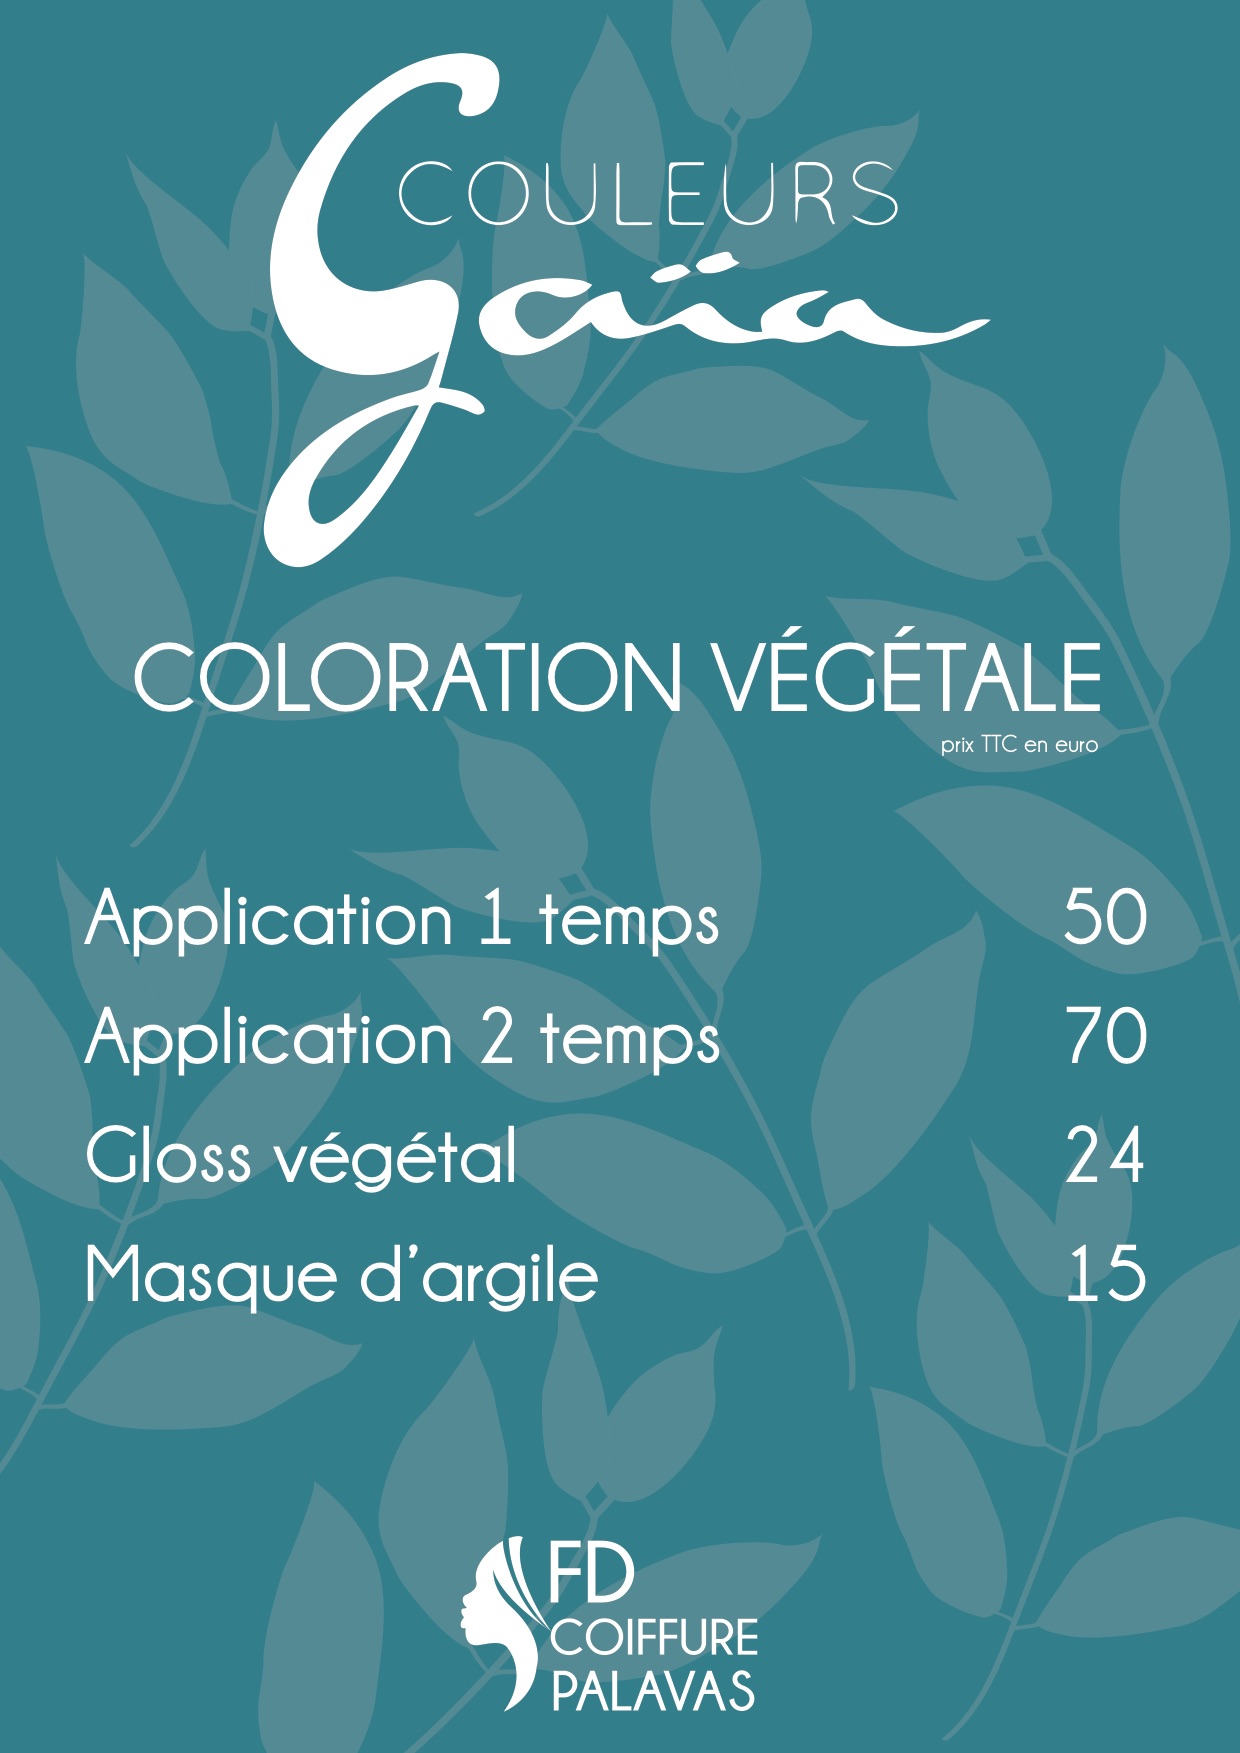 COULEURS
Gaïa
COLORATION VÉGÉTALE
prix TTC en euro
Application 1 temps 50
Application 2 temps 70
Gloss végétal 24
Masque d’argile 15
FD
COIFFURE
PALAVAS